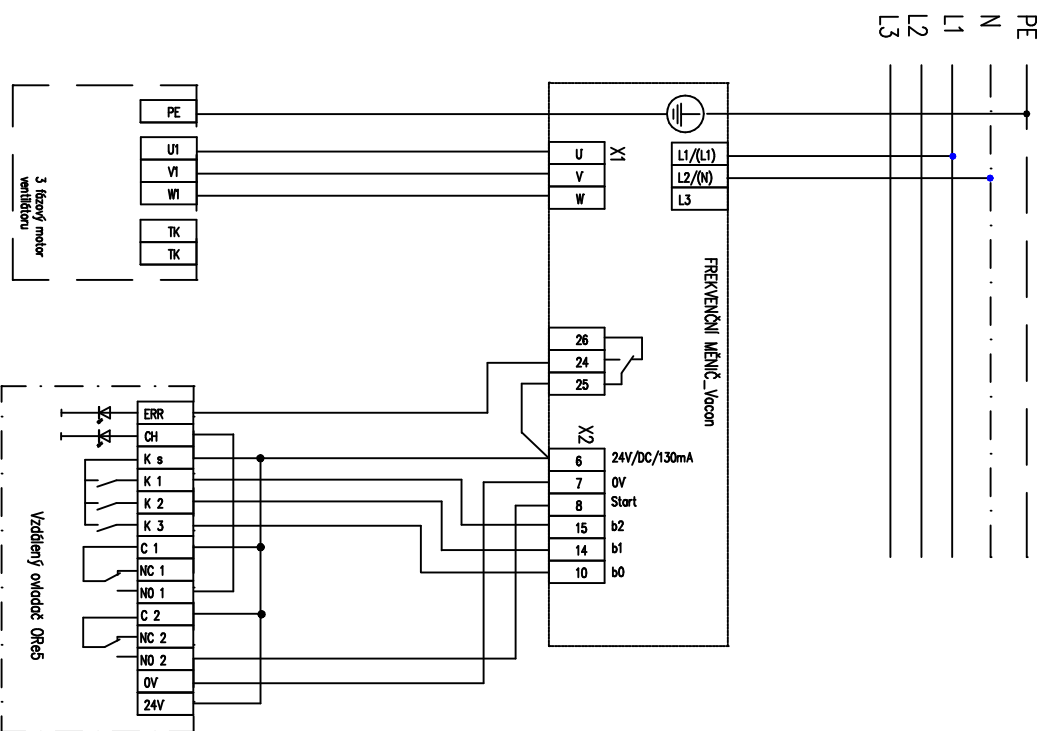 L3
L2
L1
N
PE
PE
U1
V1
W1
TK
TK
3 fázový motor
ventilátoru
X1
U
V
W
L1/(L1)
L2/(N)
L3
FREKVENČNÍ MĚNIČ_Vacon
26
24
25
X2
6 24V/DC/130mA
7 0V
8 Start
15 b2
14 b1
10 b0
ERR
CH
K s
K 1
K 2
K 3
C 1
NC 1
NO 1
C 2
NC 2
NO 2
0V
24V
Vzdálený ovladač ORe5